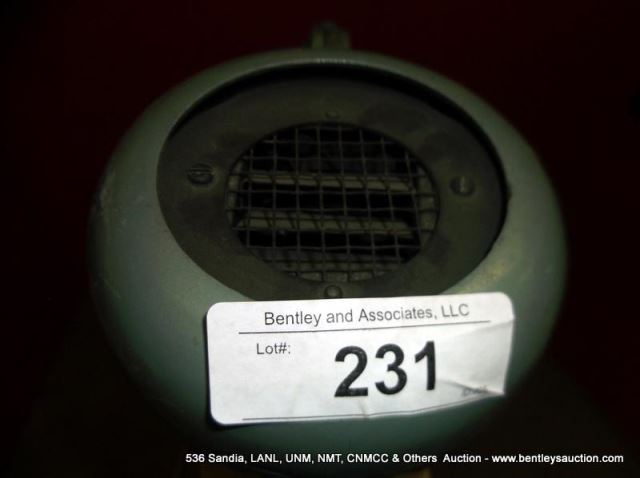 Bentley and Associates, LLC
Lot#:
231
536 Sandia, LANL, UNM, NMT, CNMCC & Others Auction - www.bentleysauction.com